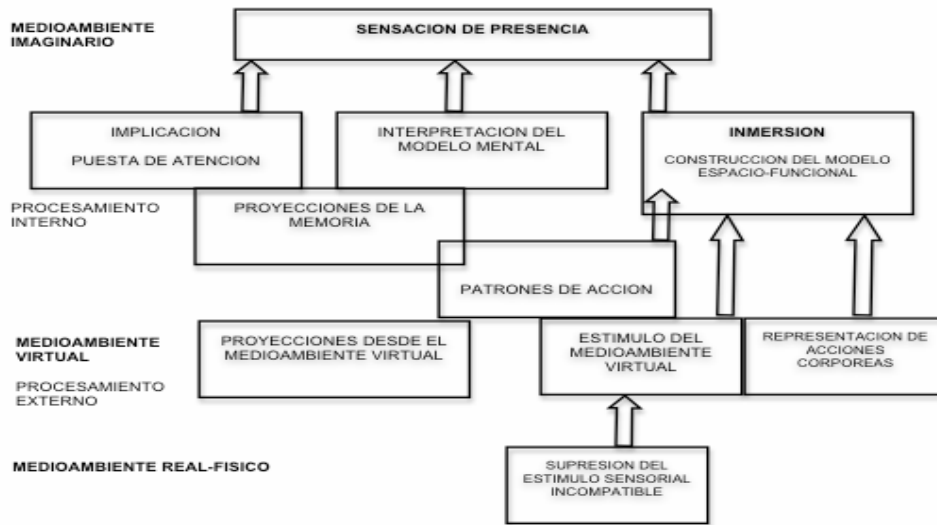 MEDIOAMBIENTE
IMAGINARIO
SENSACION DE PRESENCIA
IMPLICACION
PUESTA DE ATENCION
INTERPRETACION DEL
MODELO MENTAL
INMERSION
CONSTRUCCION DEL MODELO
ESPACIO-FUNCIONAL
PROCESAMIENTO
INTERNO
PROYECCIONES DE LA
MEMORIA
PATRONES DE ACCION
MEDIOAMBIENTE
VIRTUAL
PROCESAMIENTO
EXTERNO
PROYECCIONES DESDE EL
MEDIOAMBIENTE VIRTUAL
ESTIMULO DEL
MEDIOAMBIENTE
VIRTUAL
REPRESENTACION DE
ACCIONES
CORPOREAS
MEDIOAMBIENTE REAL-FISICO
SUPRESION DEL
ESTIMULO SENSORIAL
INCOMPATIBLE